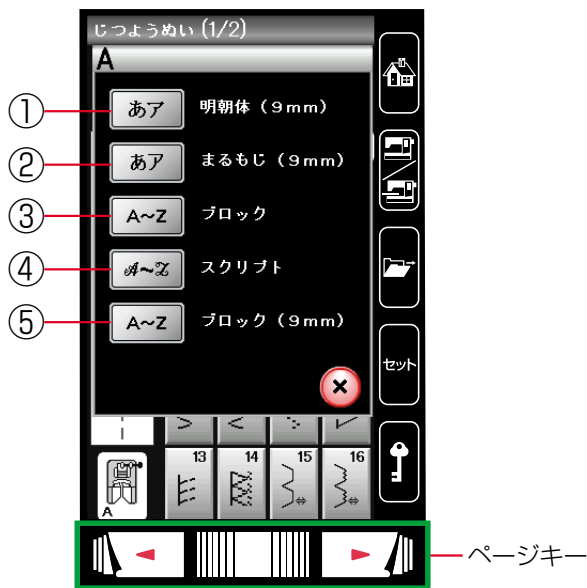 じつようぬい (1/2)
A
① あア 明朝体 (9mm)
② あア まるもじ (9mm)
③ A~Z ブロック
④ A~Z スクリプト
⑤ A~Z ブロック (9mm)
×
セット
13 14 15 16
A
ページキー